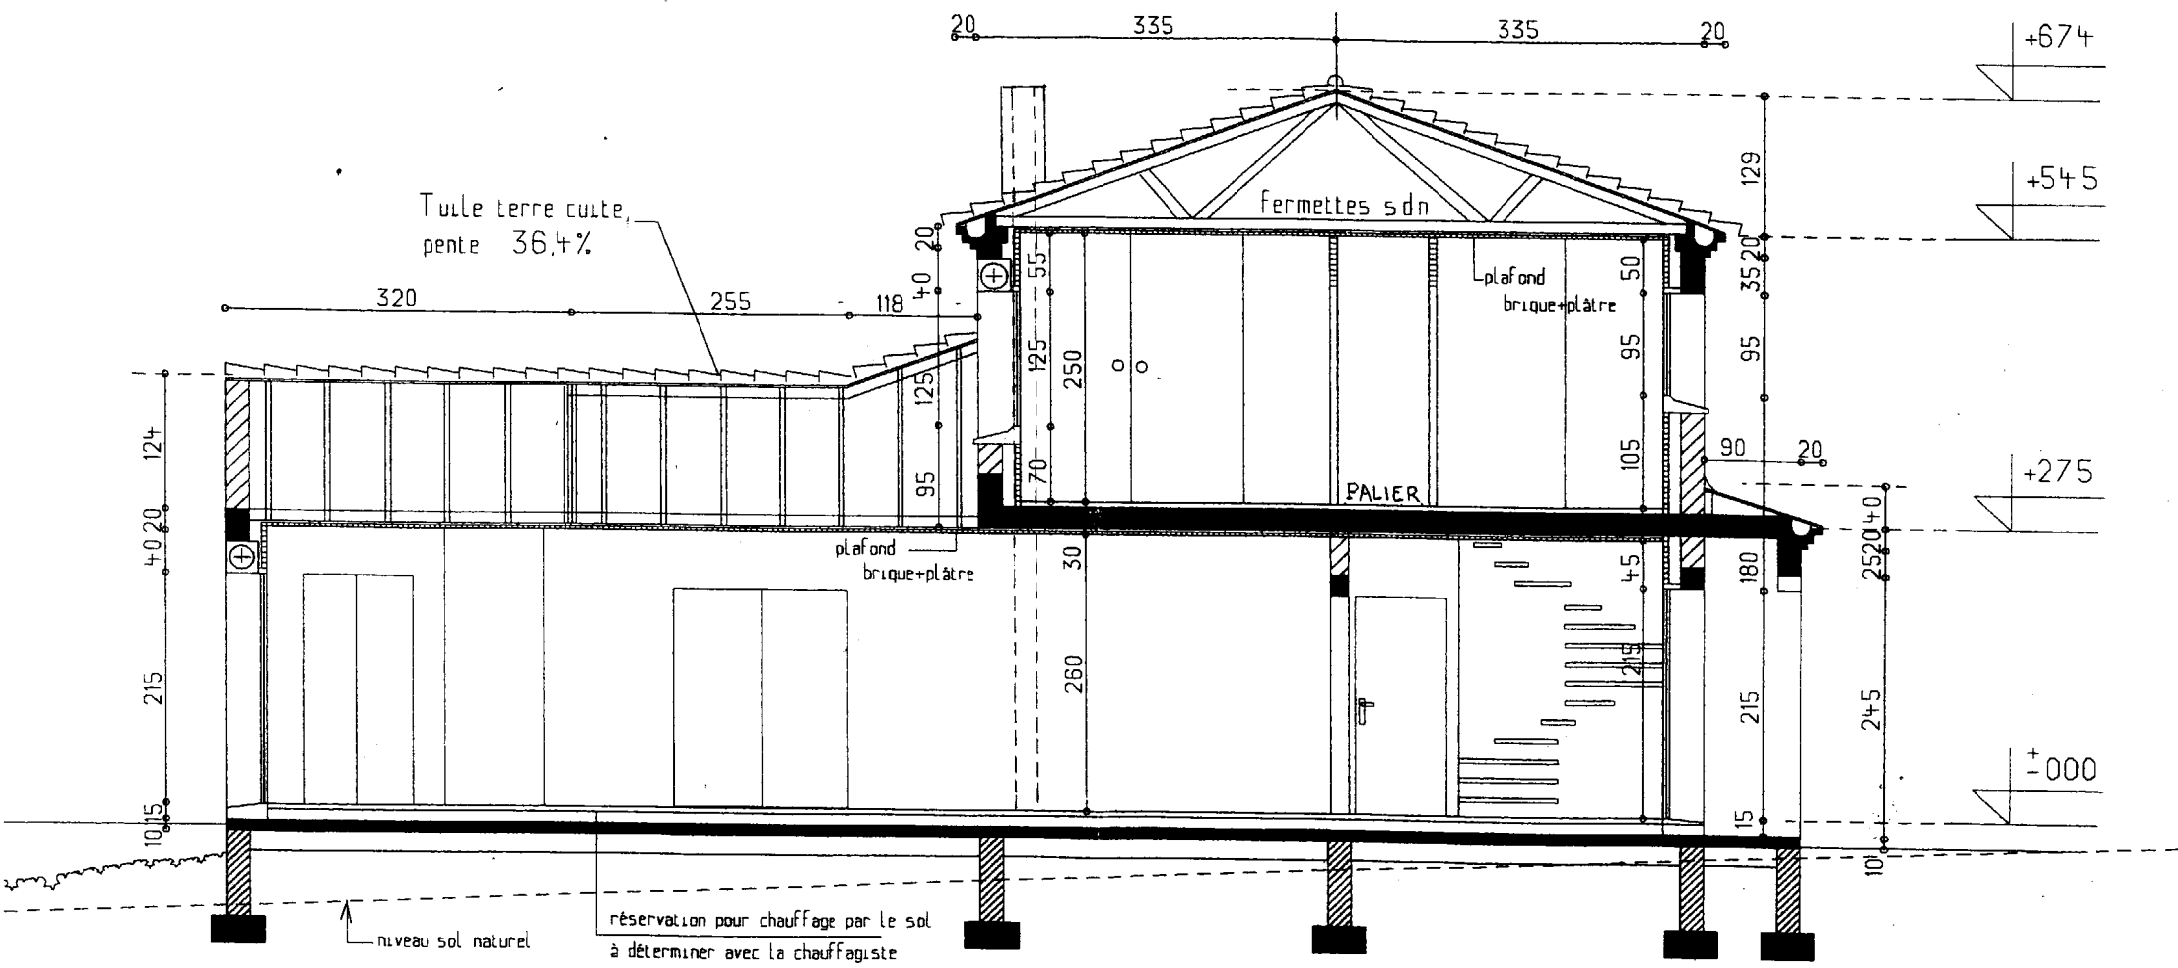 20 335 335 20
+674
129
+545
Tuile terre cuite,
pente 36,4%
Fermettes sdn
20
40
125
95
55
125
70
250
plafond
brique+plâtre
50
95
105
20
35
95
320 255 118
90 20
+275
PALIER
124
20
40
215
15
10
plafond
brique+plâtre
30
260
45
215
180
215
15
40
20
25
245
10
±000
niveau sol naturel
réservation pour chauffage par le sol
à déterminer avec la chauffagiste